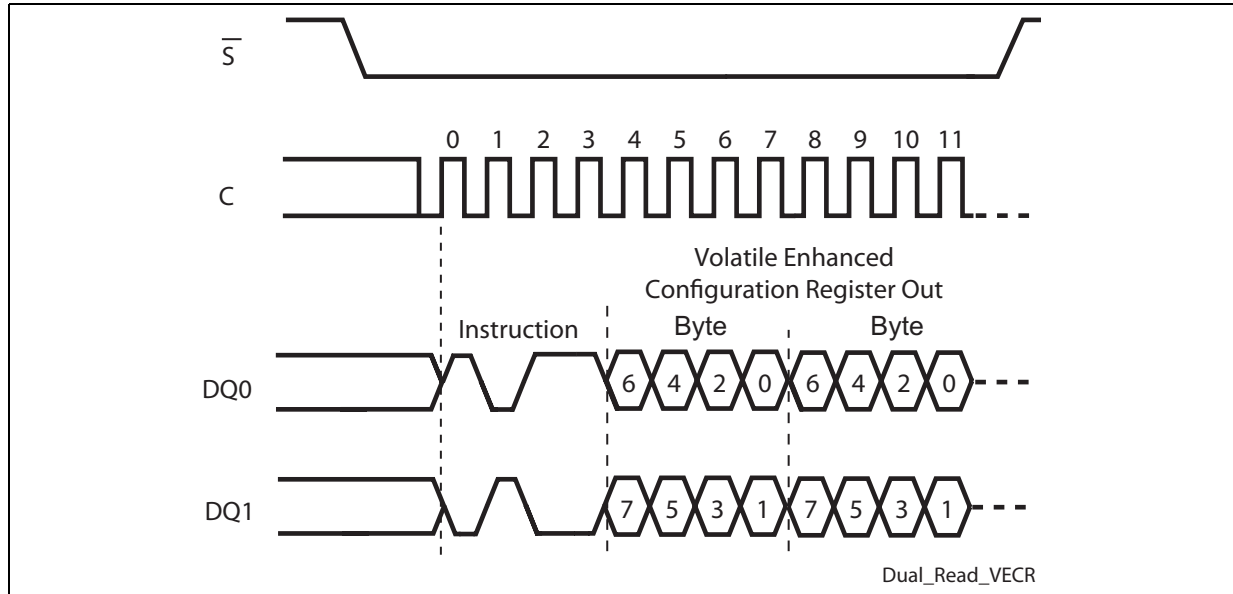 S
0 1 2 3 4 5 6 7 8 9 10 11
C
Volatile Enhanced
Configuration Register Out
Instruction Byte Byte
DQ0 6 4 2 0 6 4 2 0
DQ1 7 5 3 1 7 5 3 1
Dual_Read_VECR